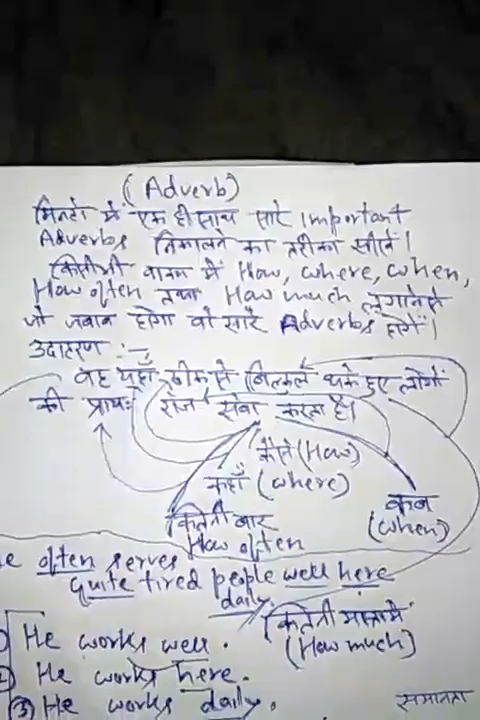 (Adverb)
मिनटों में एक ही साथ सारे important
Adverbs निकालने का तरीका सीखें।
किसी भी वाक्य में How, where, when,
How often तथा How much लगाने से
जो जवाब होगा वो सारे Adverbs होंगे।
उदाहरण :-
वह यहाँ ठीक से बिल्कुल थके हुए लोगों
की प्रायः रोज सेवा करता है।
कैसे (How)
कहाँ (where)
कब
(when)
कितनी बार
How often
e often serves
quite tired people well here
daily.
कितनी मात्रा में
(How much)
He works well.
He works here.
③ He works daily.
समानता